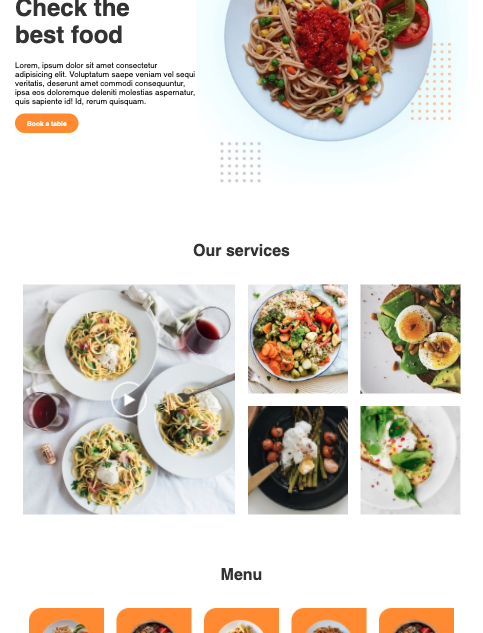 Check the
best food
Lorem, ipsum dolor sit amet consectetur
adipisicing elit. Voluptatum saepe veniam vel sequi
veritatis, deserunt amet commodi consequuntur,
ipsa eos doloremque deleniti molestias aspernatur,
quis sapiente id! Id, rerum quisquam.
Book a table
Our services
Menu